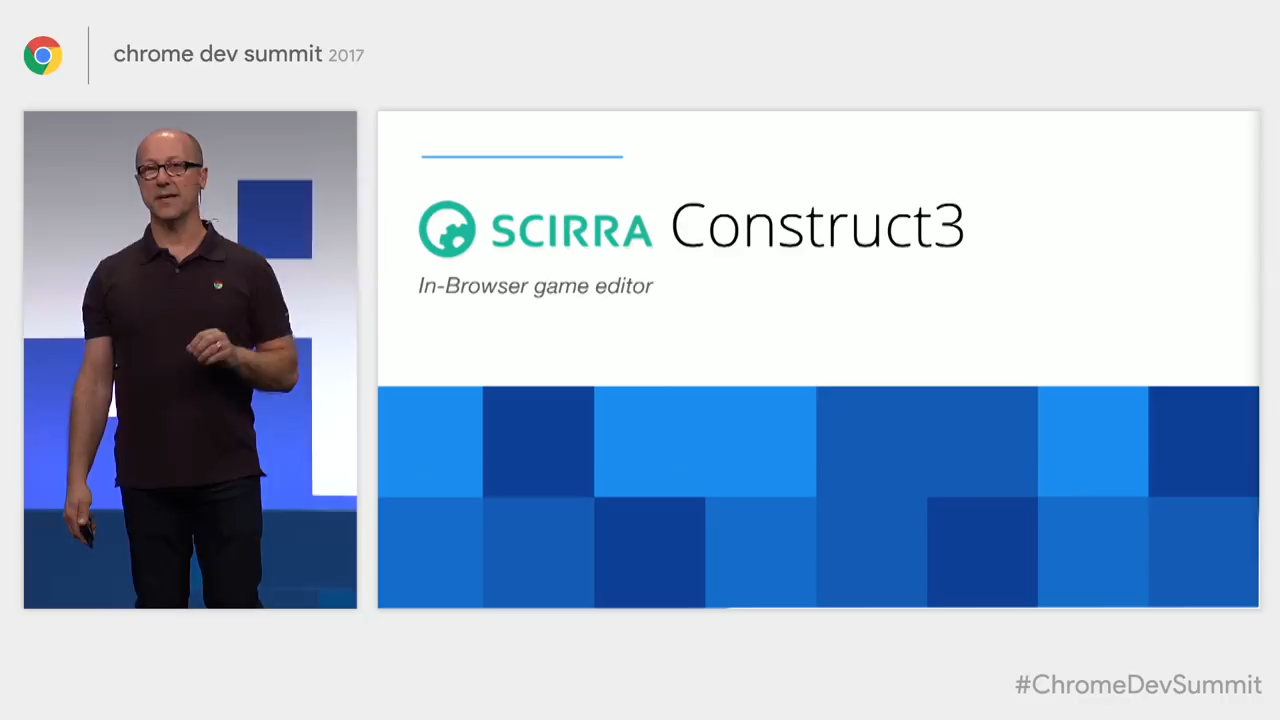 chrome dev summit 2017
SCIRRA Construct3
In-Browser game editor
#ChromeDevSummit